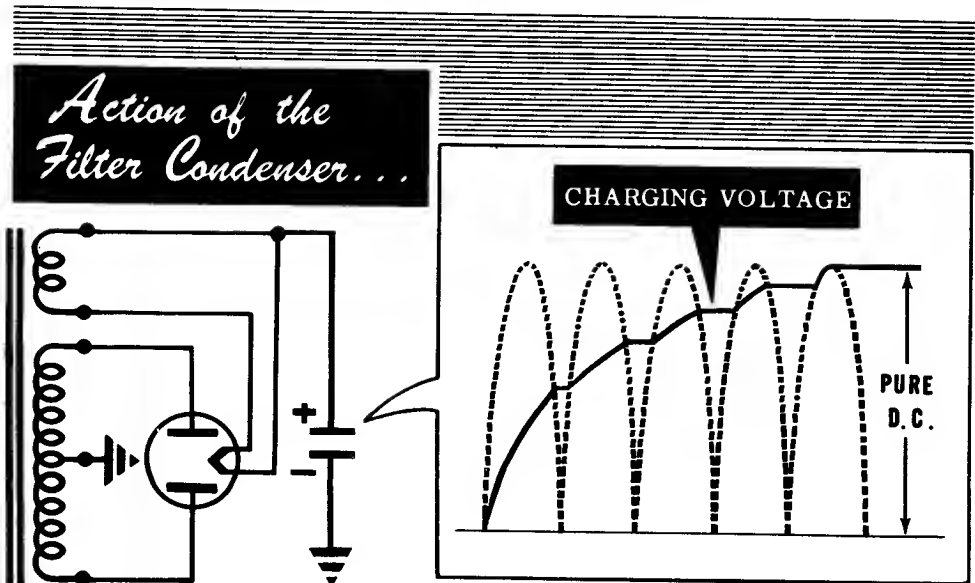 Action of the
Filter Condenser...
CHARGING VOLTAGE
PURE
D.C.
+
−